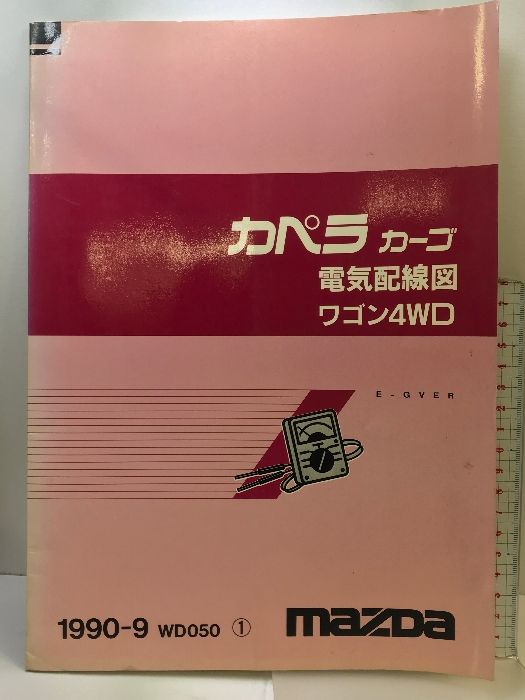 カペラ カーゴ
電気配線図
ワゴン4WD
E-GVER
1990-9 WD050 ①
mazda